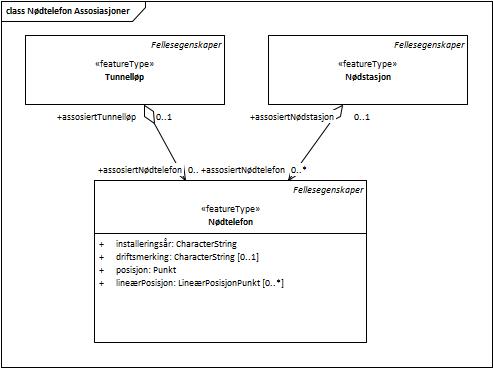 class Nødtelefon Assosiasjoner
Fellesegenskaper
«featureType»
Tunnelløp
Fellesegenskaper
«featureType»
Nødstasjon
+assosiertTunnelløp 0..1
+assosiertNødstasjon 0..1
+assosiertNødtelefon 0..
+assosiertNødtelefon 0..*
Fellesegenskaper
«featureType»
Nødtelefon
+ installeringsår: CharacterString
+ driftsmerking: CharacterString [0..1]
+ posisjon: Punkt
+ lineærPosisjon: LineærPosisjonPunkt [0..*]